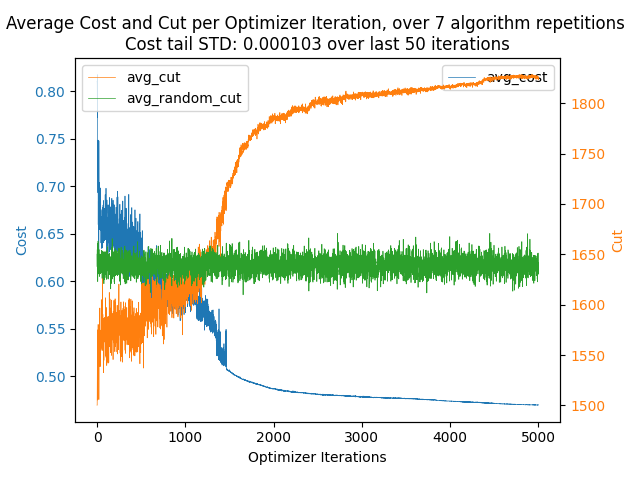 Average Cost and Cut per Optimizer Iteration, over 7 algorithm repetitions
Cost tail STD: 0.000103 over last 50 iterations
avg_cut
avg_random_cut
avg_cost
0.80
0.75
0.70
0.65
0.60
0.55
0.50
Cost
1800
1750
1700
1650
1600
1550
1500
Cut
0 1000 2000 3000 4000 5000
Optimizer Iterations